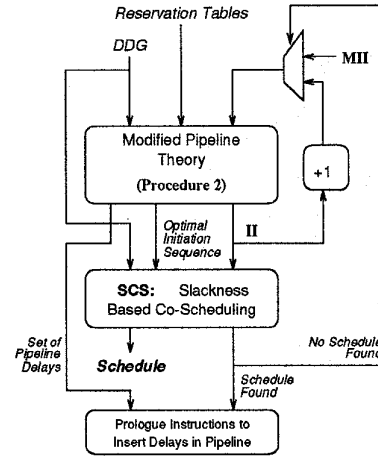 Reservation Tables
DDG
MII
Modified Pipeline
Theory
(Procedure 2)
+1
Optimal
Initiation
Sequence
II
SCS: Slackness
Based Co-Scheduling
Set of
Pipeline
Delays
Schedule
No Schedule
Found
Schedule
Found
Prologue Instructions to
Insert Delays in Pipeline